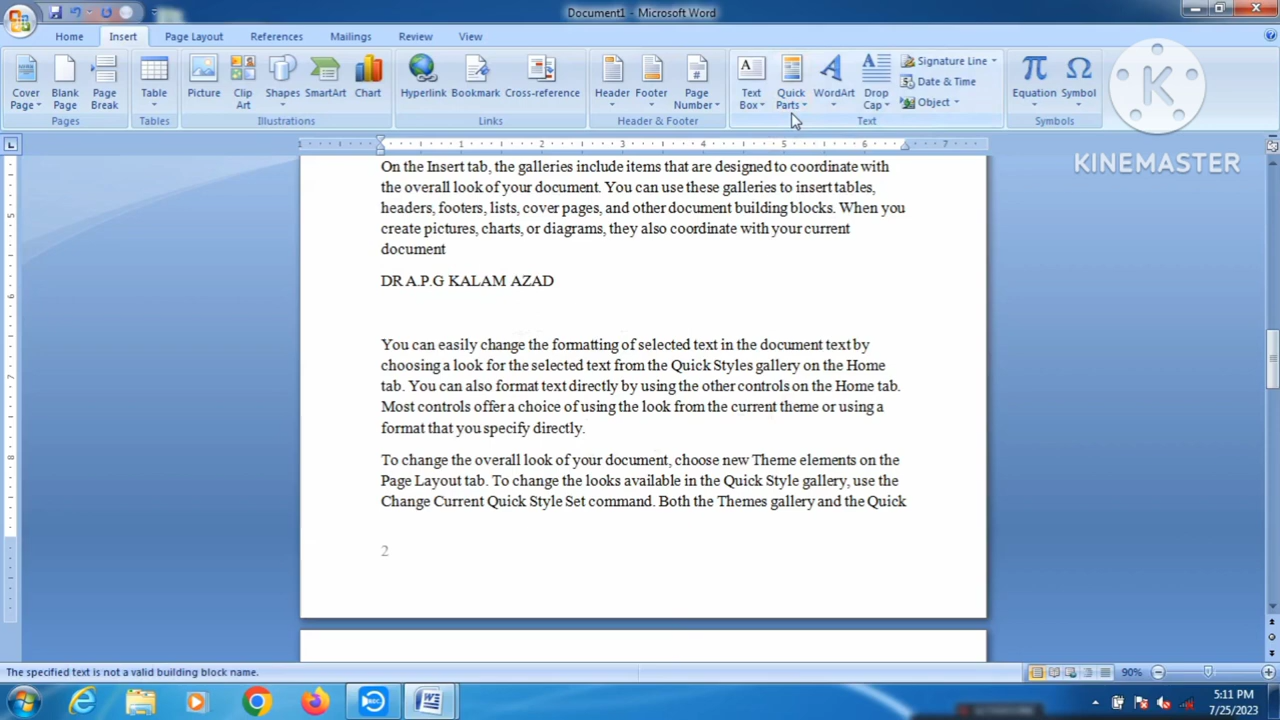 Document1 - Microsoft Word
Home Insert Page Layout References Mailings Review View
Cover Page Blank Page Page Break Table Picture Clip Art Shapes SmartArt Chart Hyperlink Bookmark Cross-reference Header Footer Page Number Text Box Quick Parts WordArt Drop Cap Signature Line Date & Time Object Equation Symbol
Pages Tables Illustrations Links Header & Footer Text Symbols
K
KINEMASTER
1 1 2 3 4 5 6 7
5
6
7
8
On the Insert tab, the galleries include items that are designed to coordinate with
the overall look of your document. You can use these galleries to insert tables,
headers, footers, lists, cover pages, and other document building blocks. When you
create pictures, charts, or diagrams, they also coordinate with your current
document
DR A.P.G KALAM AZAD
You can easily change the formatting of selected text in the document text by
choosing a look for the selected text from the Quick Styles gallery on the Home
tab. You can also format text directly by using the other controls on the Home tab.
Most controls offer a choice of using the look from the current theme or using a
format that you specify directly.
To change the overall look of your document, choose new Theme elements on the
Page Layout tab. To change the looks available in the Quick Style gallery, use the
Change Current Quick Style Set command. Both the Themes gallery and the Quick
2
The specified text is not a valid building block name.
90%
5:11 PM
7/25/2023